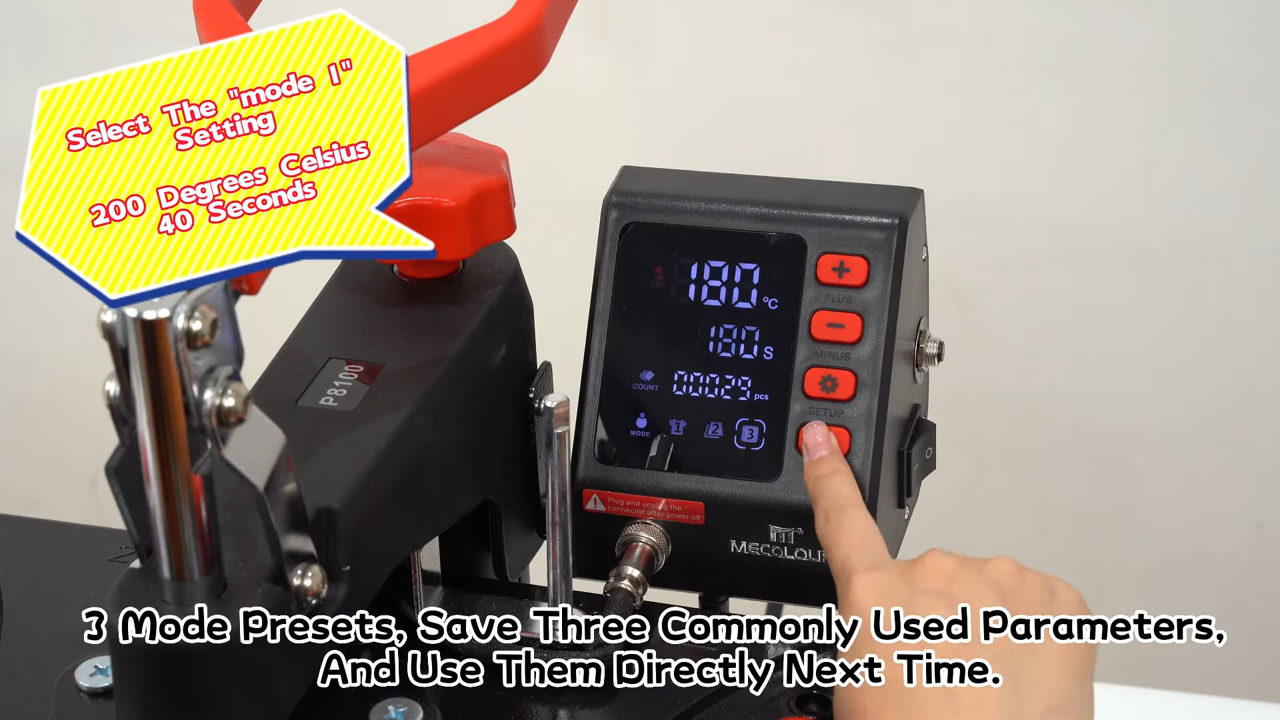 Select The "mode 1"
Setting
200 Degrees Celsius
40 Seconds
P8100
180 °C
180 S
COUNT 00029 pcs
MODE 1 2 3
PLUS
MINUS
SETUP
Plug and unplug the
connector after power off
3 Mode Presets, Save Three Commonly Used Parameters,
And Use Them Directly Next Time.